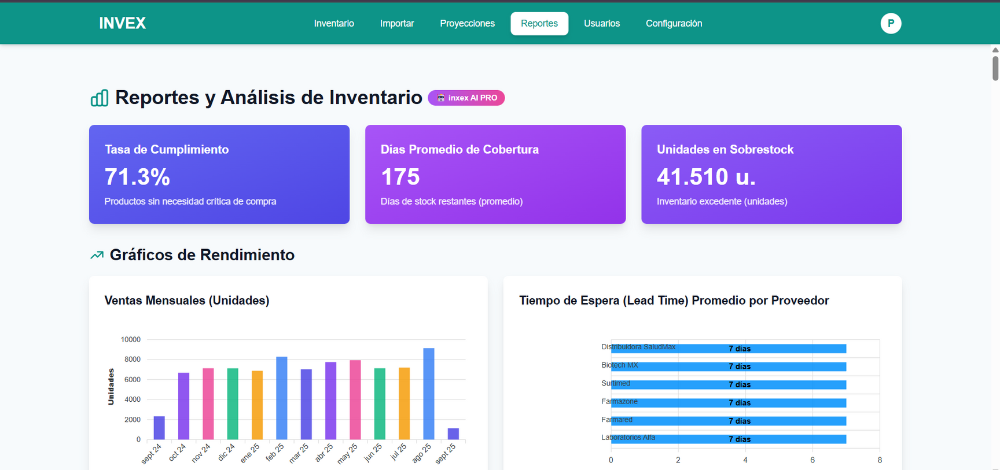 INVEX
Inventario
Importar
Proyecciones
Reportes
Usuarios
Configuración
P
Reportes y Análisis de Inventario
inxex AI PRO
Tasa de Cumplimiento
71.3%
Productos sin necesidad crítica de compra
Días Promedio de Cobertura
175
Días de stock restantes (promedio)
Unidades en Sobrestock
41.510 u.
Inventario excedente (unidades)
Gráficos de Rendimiento
Ventas Mensuales (Unidades)
Unidades
10000
8000
6000
4000
2000
0
sept 24
oct 24
nov 24
dic 24
ene 25
feb 25
mar 25
abr 25
may 25
jun 25
jul 25
ago 25
sept 25
Tiempo de Espera (Lead Time) Promedio por Proveedor
Distribuidora SaludMax
7 días
Biotech MX
7 días
Surtimed
7 días
Farmazone
7 días
Farmared
7 días
Laboratorios Alfa
7 días
0
2
4
6
8